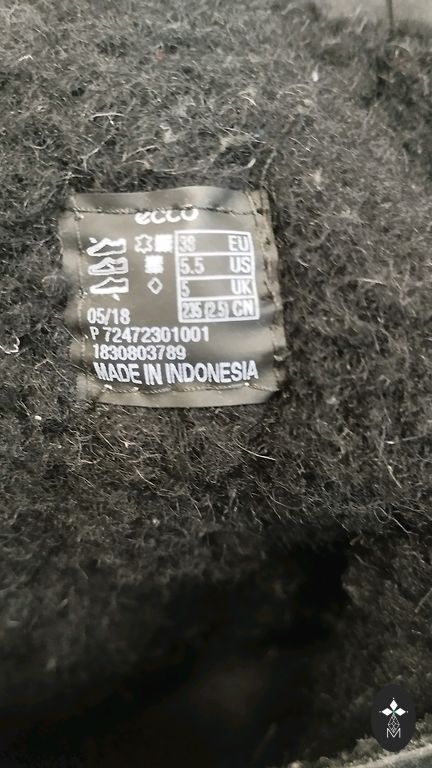 ecco
38 EU
5.5 US
5 UK
235 (2.5) CN
05/18
P 72472301001
1830803789
MADE IN INDONESIA
M